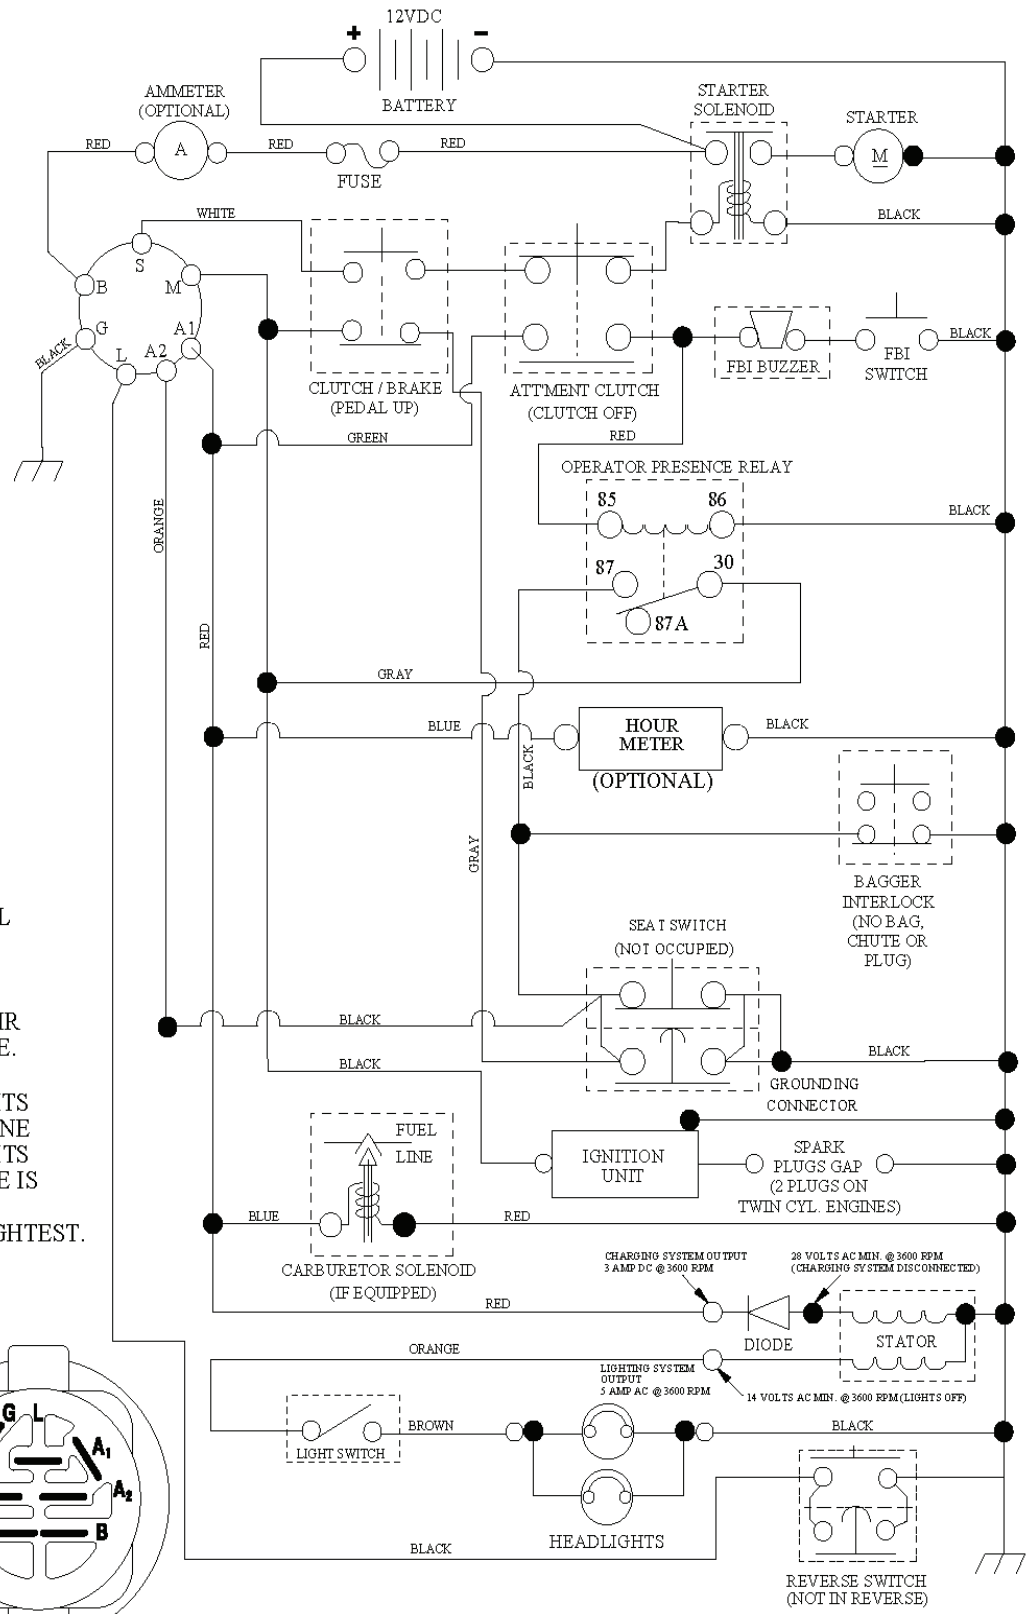 12VDC
+
−
BATTERY
AMMETER
(OPTIONAL)
STARTER
SOLENOID
STARTER
RED
A
RED
FUSE
RED
M
WHITE
BLACK
S
B
M
G
A1
L
A2
BLACK
CLUTCH / BRAKE
(PEDAL UP)
ATT'MENT CLUTCH
(CLUTCH OFF)
FBI BUZZER
FBI
SWITCH
BLACK
GREEN
RED
OPERATOR PRESENCE RELAY
85
86
BLACK
ORANGE
87
30
87A
RED
GRAY
BLUE
HOUR
METER
(OPTIONAL)
BLACK
BLACK
GRAY
BAGGER
INTERLOCK
(NO BAG,
CHUTE OR
PLUG)
SEAT SWITCH
(NOT OCCUPIED)
L
IR
E.
BLACK
BLACK
BLACK
GROUNDING
CONNECTOR
ITS
NE
ITS
E IS
GHTEST.
FUEL
LINE
IGNITION
UNIT
SPARK
PLUGS GAP
(2 PLUGS ON
TWIN CYL. ENGINES)
BLUE
RED
CARBURETOR SOLENOID
(IF EQUIPPED)
CHARGING SYSTEM OUTPUT
3 AMP DC @ 3600 RPM
28 VOLTS AC MIN. @ 3600 RPM
(CHARGING SYSTEM DISCONNECTED)
RED
DIODE
STATOR
ORANGE
LIGHTING SYSTEM
OUTPUT
5 AMP AC @ 3600 RPM
14 VOLTS AC MIN. @ 3600 RPM (LIGHTS OFF)
LIGHT SWITCH
BROWN
BLACK
HEADLIGHTS
BLACK
REVERSE SWITCH
(NOT IN REVERSE)
G
L
A1
A2
B